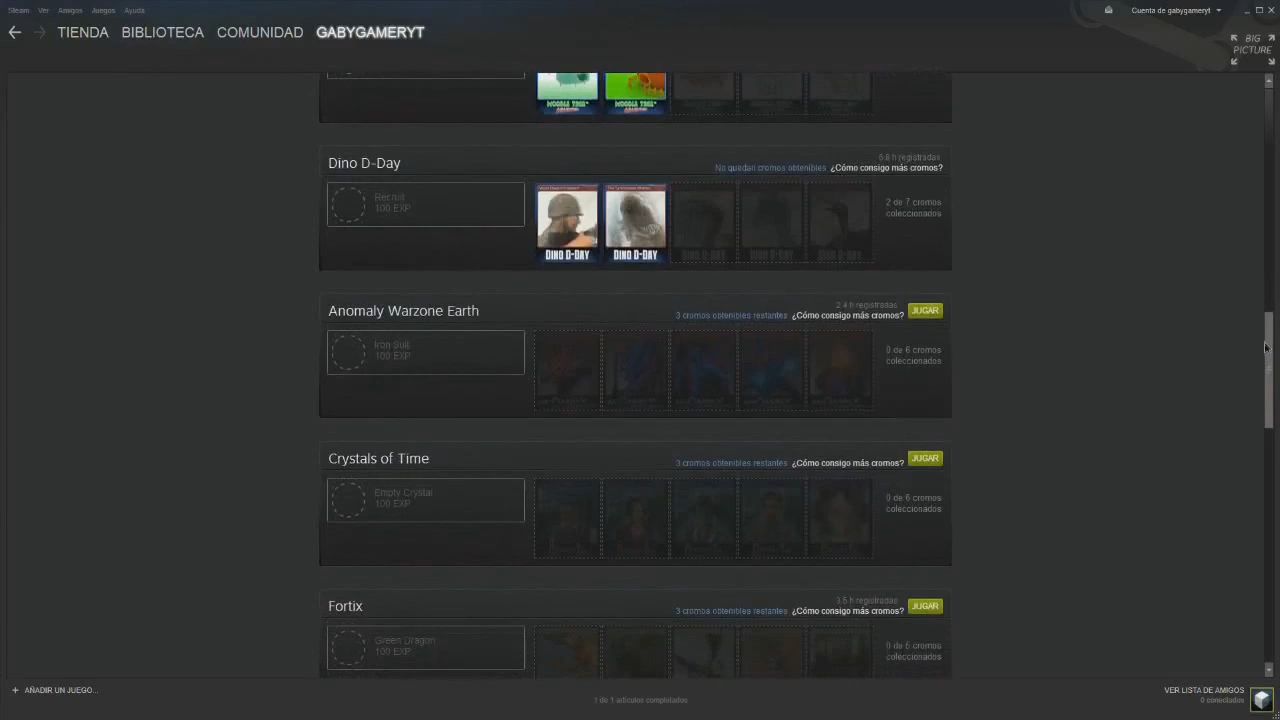 Steam Ver Amigos Juegos Ayuda
Cuenta de gabygameryt
TIENDA BIBLIOTECA COMUNIDAD GABYGAMERYT
BIG PICTURE
Dino D-Day
6.8 h registradas
No quedan cromos obtenibles ¿Cómo consigo más cromos?
Recruit
100 EXP
DINO D-DAY DINO D-DAY
2 de 7 cromos
coleccionados
Anomaly Warzone Earth
2.4 h registradas
3 cromos obtenibles restantes ¿Cómo consigo más cromos? JUGAR
Iron Suit
100 EXP
0 de 6 cromos
coleccionados
Crystals of Time
3 cromos obtenibles restantes ¿Cómo consigo más cromos? JUGAR
Empty Crystal
100 EXP
0 de 6 cromos
coleccionados
Fortix
3.5 h registradas
3 cromos obtenibles restantes ¿Cómo consigo más cromos? JUGAR
Green Dragon
100 EXP
0 de 5 cromos
coleccionados
+ AÑADIR UN JUEGO...
1 de 1 artículos completados
VER LISTA DE AMIGOS
0 conectados